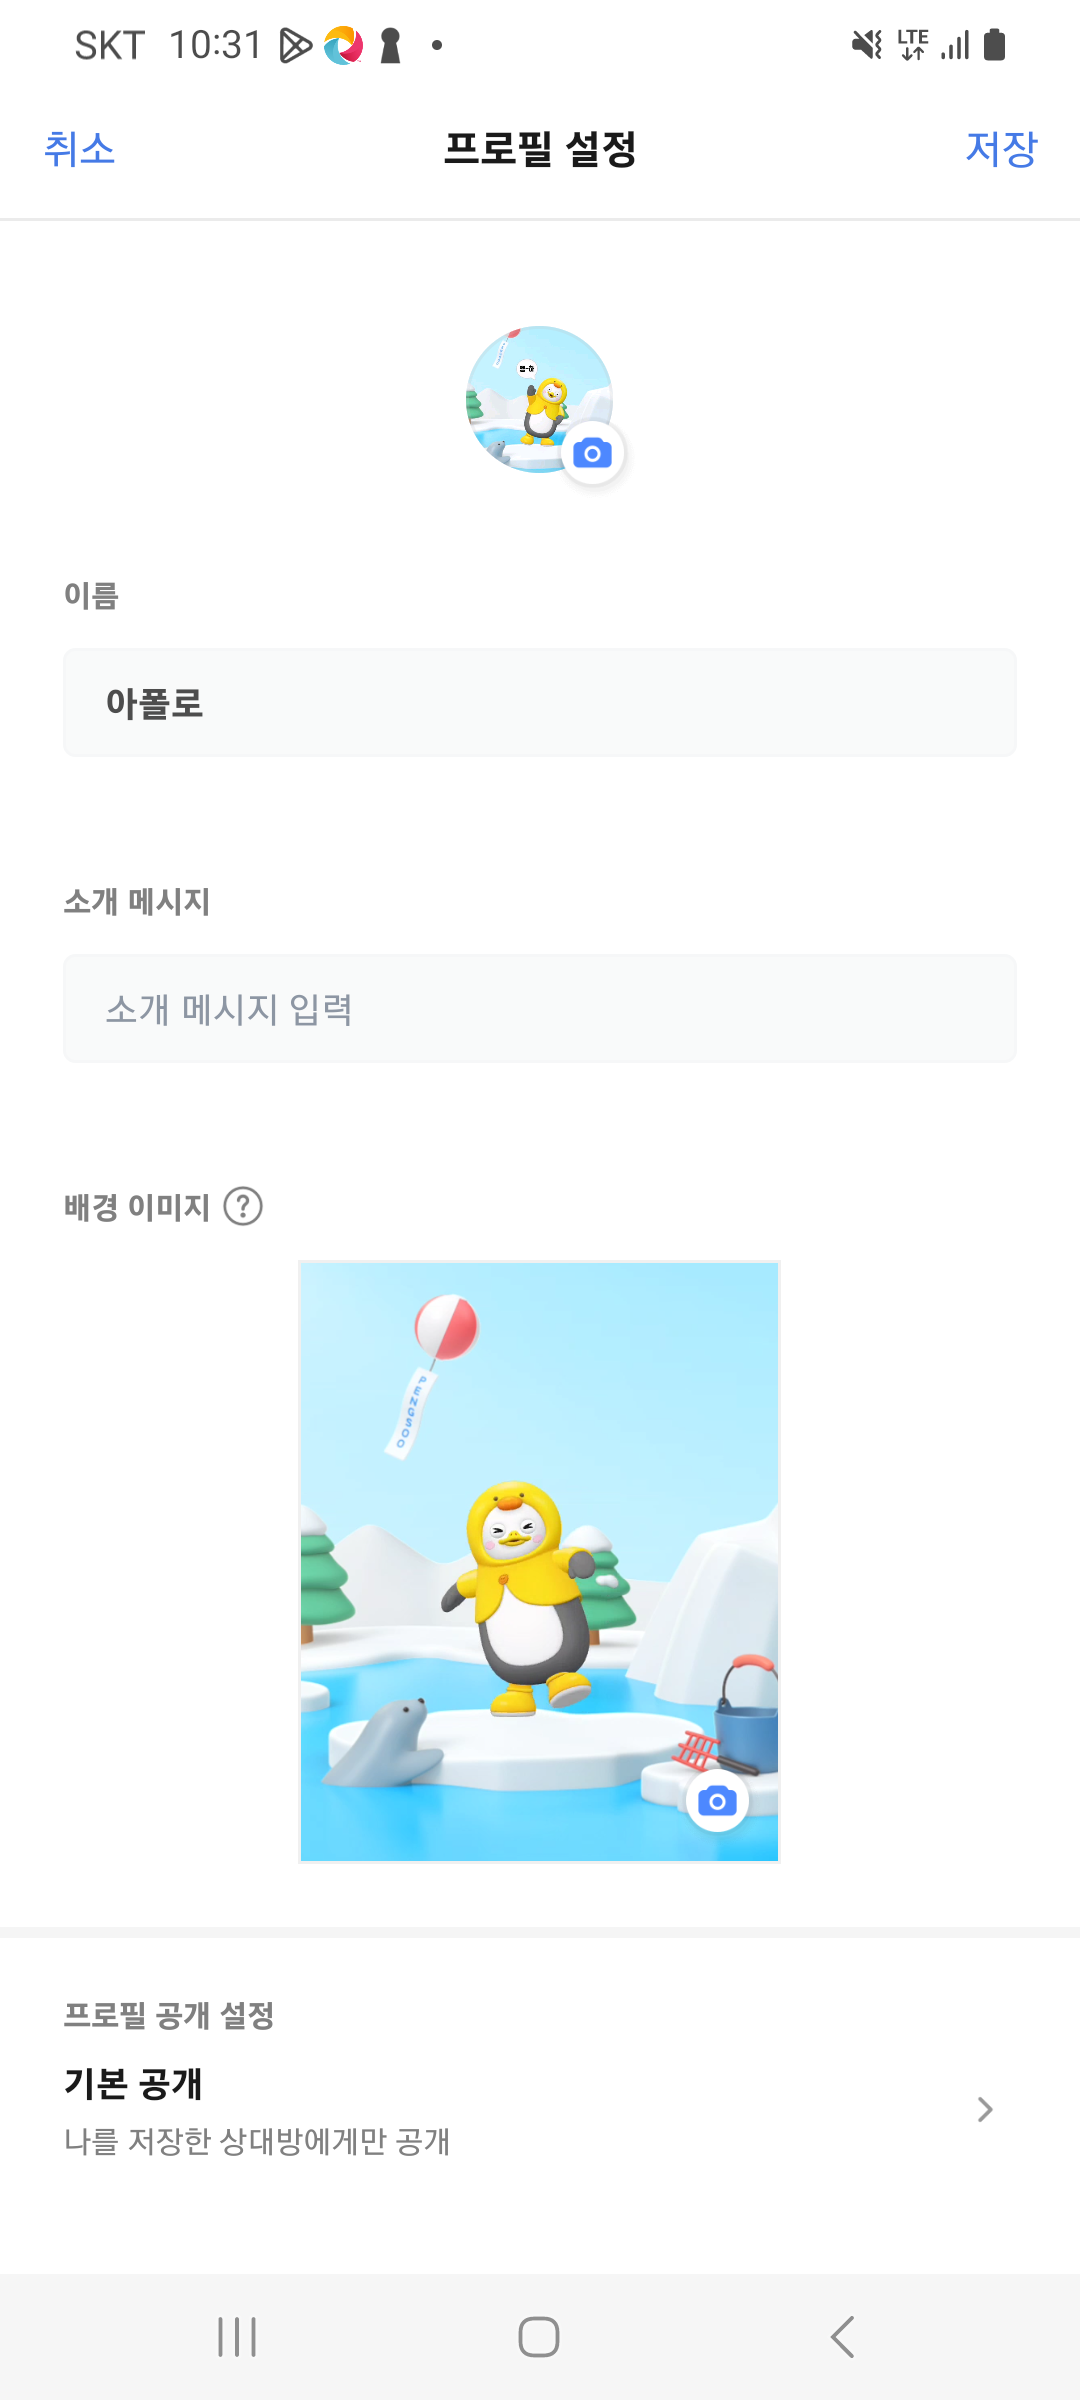 SKT 10:31
LTE
취소 프로필 설정 저장
이름
아폴로
소개 메시지
소개 메시지 입력
배경 이미지 ?
PENGSOO
프로필 공개 설정
기본 공개
나를 저장한 상대방에게만 공개